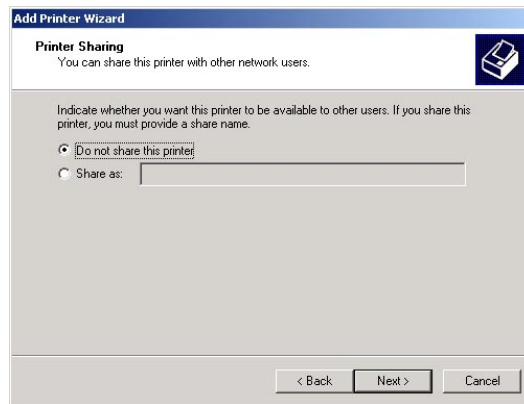 Add Printer Wizard
Printer Sharing
You can share this printer with other network users.
Indicate whether you want this printer to be available to other users. If you share this
printer, you must provide a share name.
Do not share this printer
Share as:
< Back
Next >
Cancel